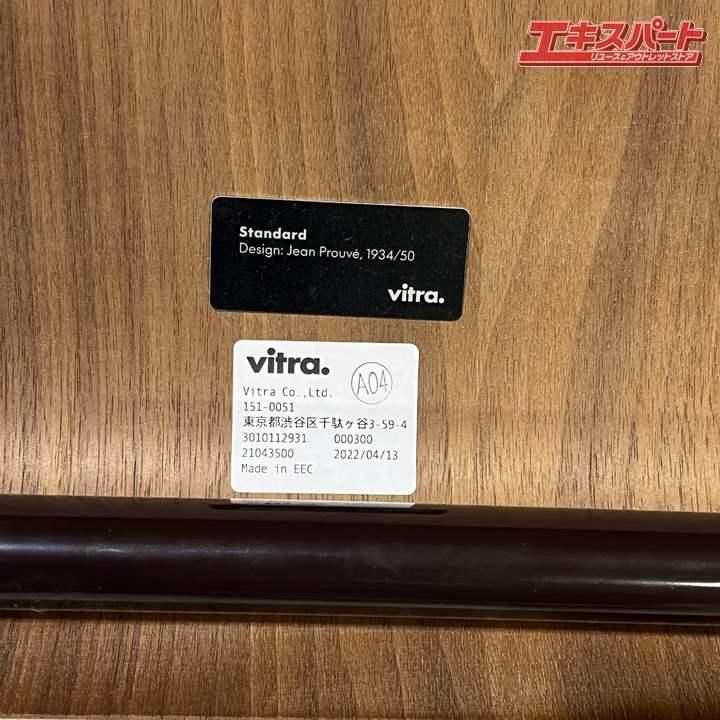 エキスパート
リユース&アウトレットストア
Standard
Design: Jean Prouvé, 1934/50
vitra.
vitra.
A04
Vitra Co.,Ltd.
151-0051
東京都渋谷区千駄ヶ谷3-59-4
3010112931 000300
21043500 2022/04/13
Made in EEC